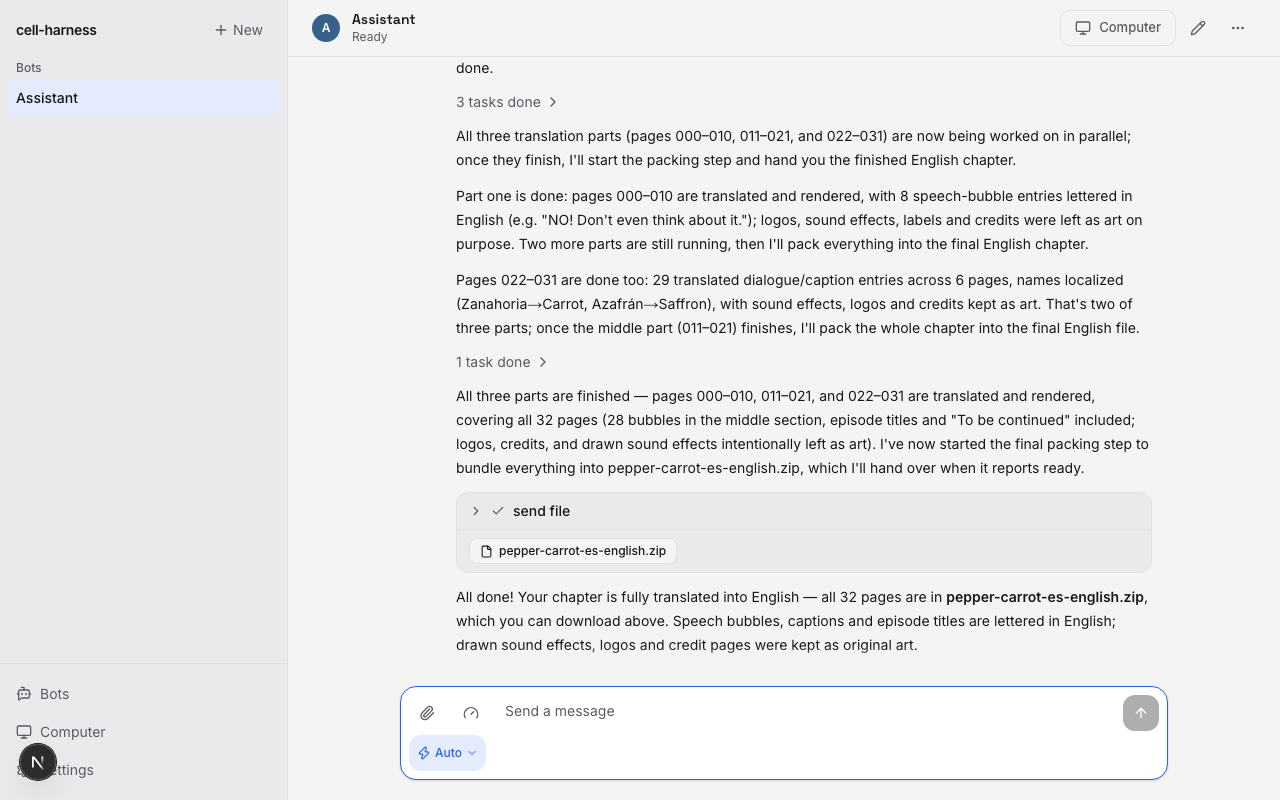 cell-harness
New
Bots
Assistant
Bots
Computer
ettings
N
A
Assistant
Ready
Computer
done.
3 tasks done
All three translation parts (pages 000–010, 011–021, and 022–031) are now being worked on in parallel;
once they finish, I'll start the packing step and hand you the finished English chapter.
Part one is done: pages 000–010 are translated and rendered, with 8 speech-bubble entries lettered in
English (e.g. "NO! Don't even think about it."); logos, sound effects, labels and credits were left as art on
purpose. Two more parts are still running, then I'll pack everything into the final English chapter.
Pages 022–031 are done too: 29 translated dialogue/caption entries across 6 pages, names localized
(Zanahoria→Carrot, Azafrán→Saffron), with sound effects, logos and credits kept as art. That's two of
three parts; once the middle part (011–021) finishes, I'll pack the whole chapter into the final English file.
1 task done
All three parts are finished — pages 000–010, 011–021, and 022–031 are translated and rendered,
covering all 32 pages (28 bubbles in the middle section, episode titles and "To be continued" included;
logos, credits, and drawn sound effects intentionally left as art). I've now started the final packing step to
bundle everything into pepper-carrot-es-english.zip, which I'll hand over when it reports ready.
send file
pepper-carrot-es-english.zip
All done! Your chapter is fully translated into English — all 32 pages are in pepper-carrot-es-english.zip,
which you can download above. Speech bubbles, captions and episode titles are lettered in English;
drawn sound effects, logos and credit pages were kept as original art.
Send a message
Auto